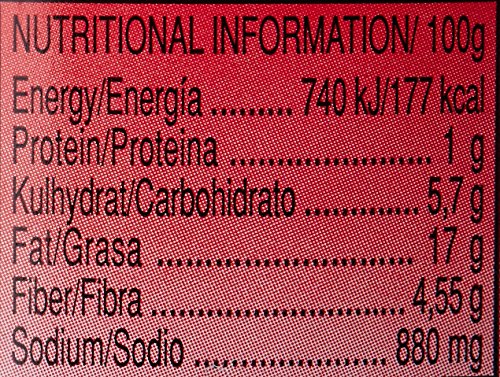 NUTRITIONAL INFORMATION/ 100g
Energy/Energía ......... 740 kJ/177 kcal
Protein/Proteina ..................... 1 g
Kulhydrat/Carbohidrato ............ 5,7 g
Fat/Grasa ........................... 17 g
Fiber/Fibra .......................... 4,55 g
Sodium/Sodio .................... 880 mg